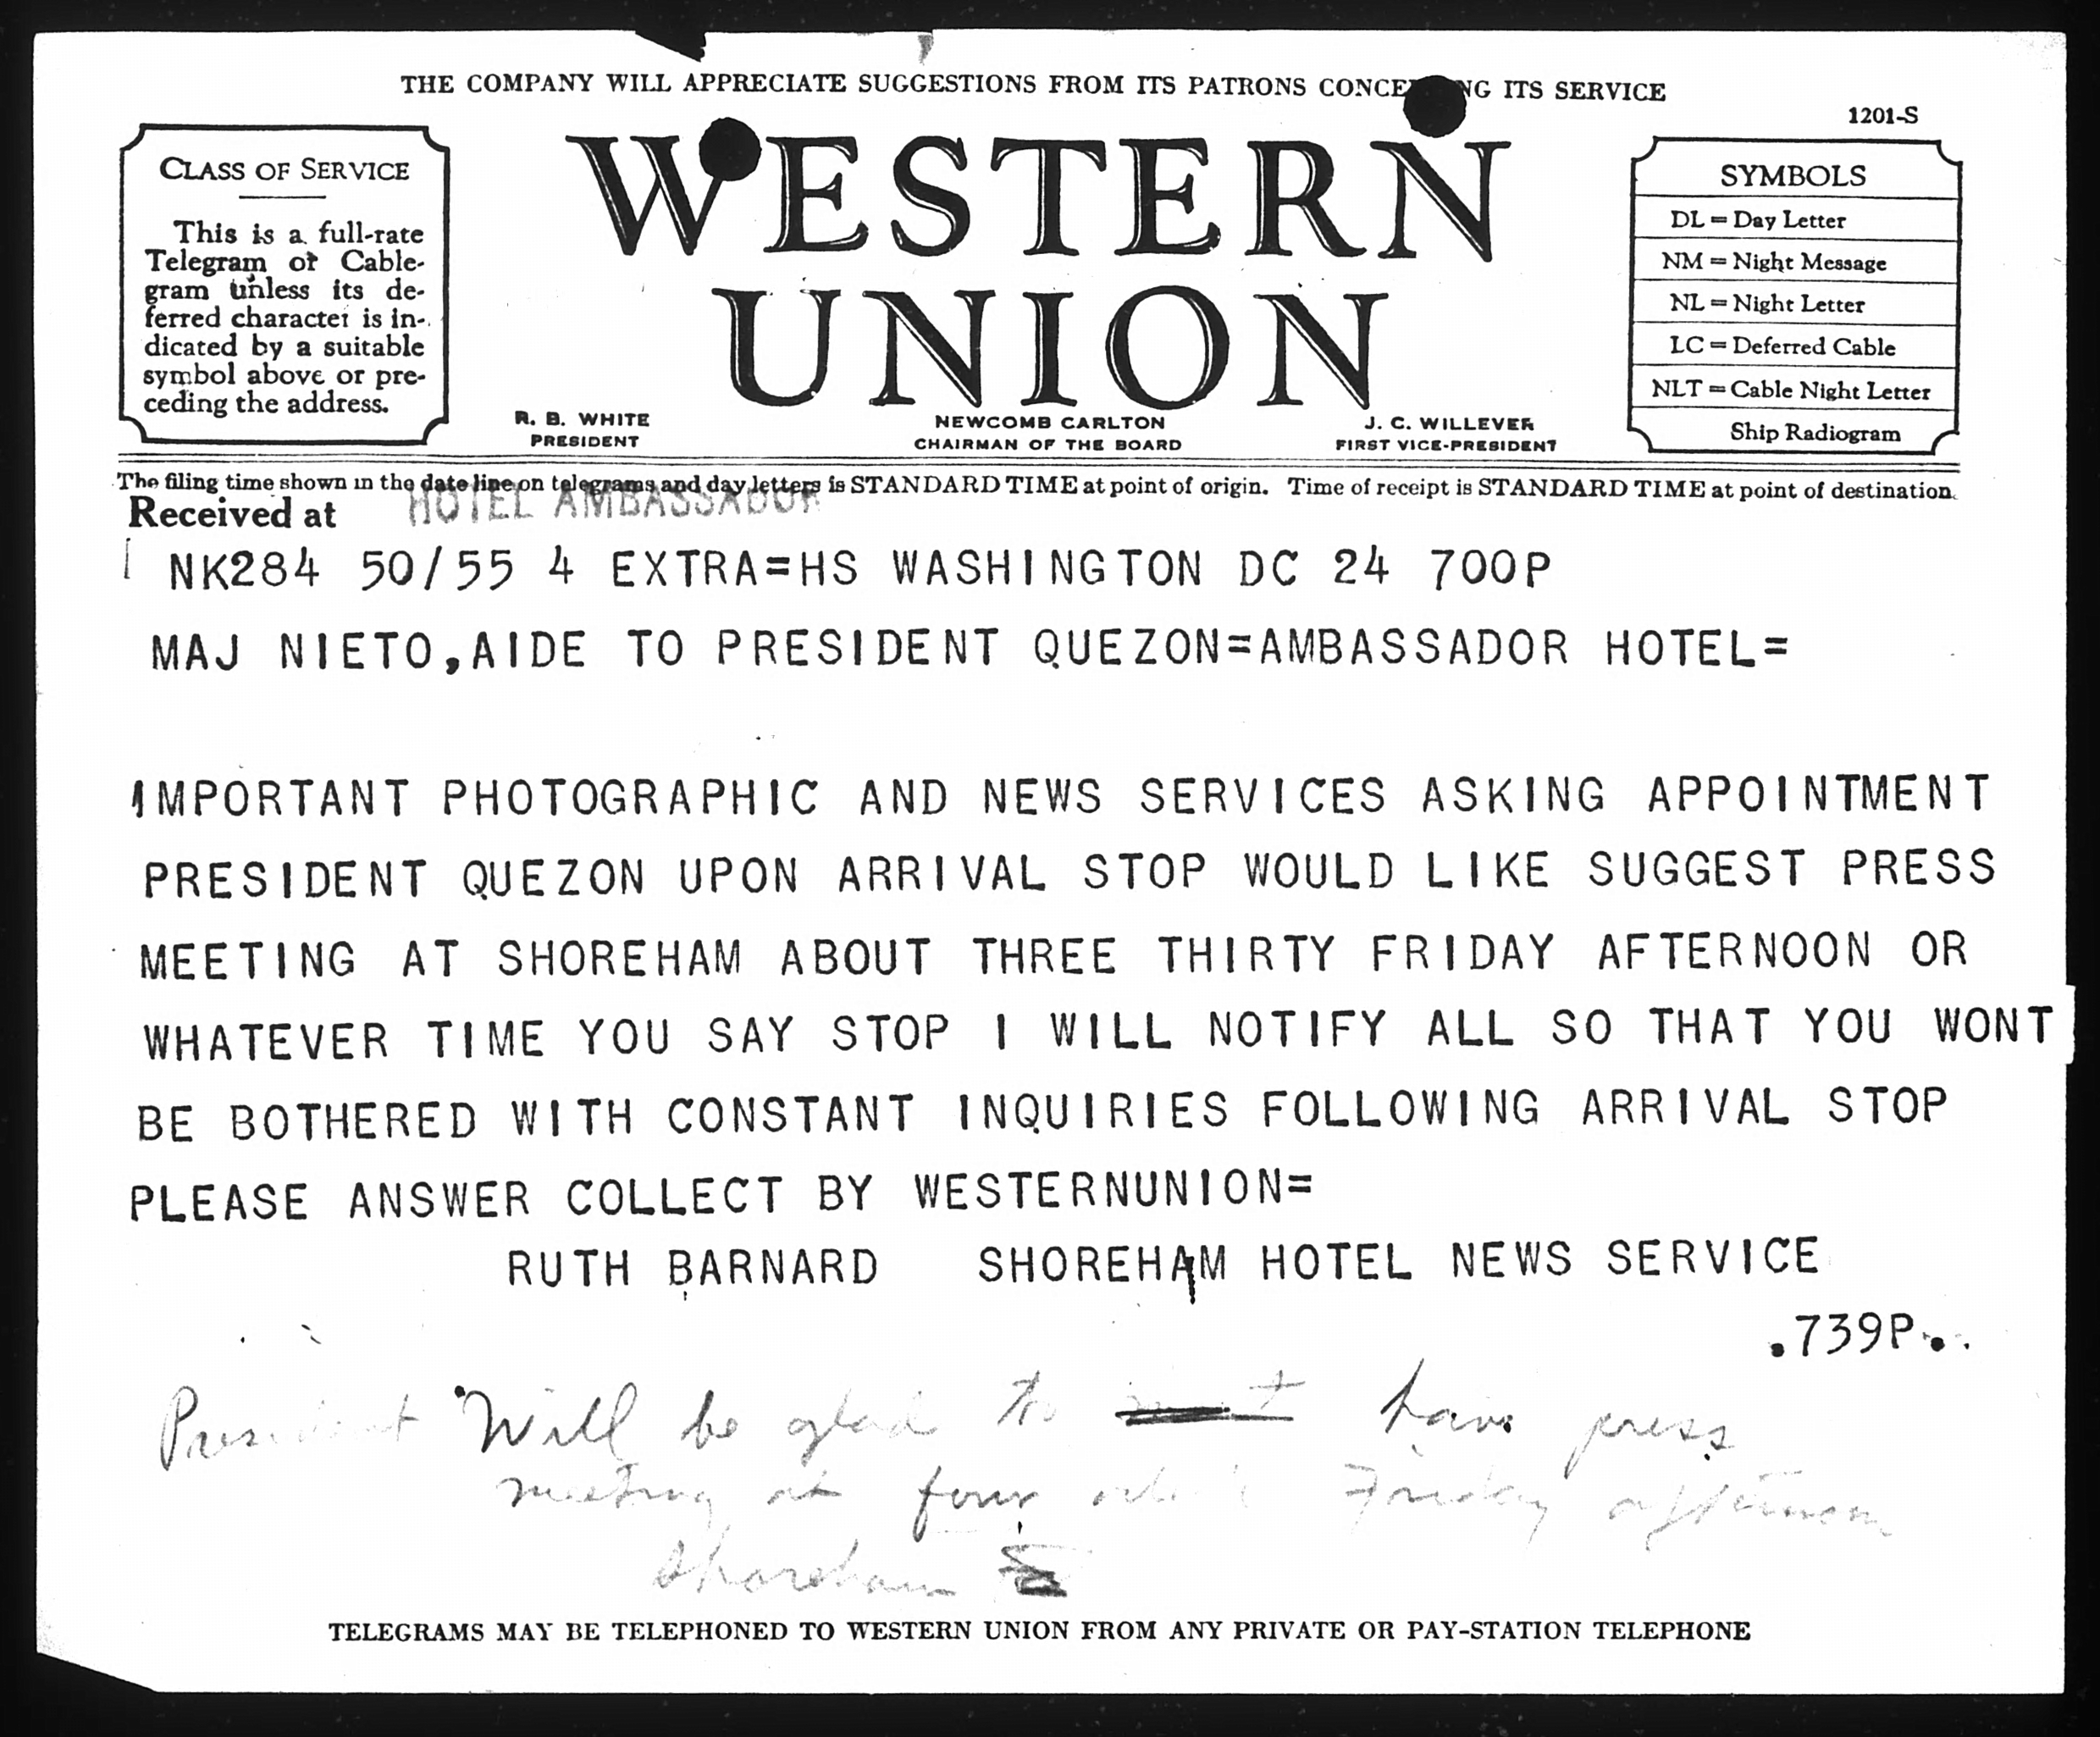 THE COMPANY WILL APPRECIATE SUGGESTIONS FROM ITS PATRONS CONCE NG ITS SERVICE
1201-S
CLASS OF SERVICE
This is a full-rate
Telegram or Cable-
gram unless its de-
ferred character is in-
dicated by a suitable
symbol above or pre-
ceding the address.
WESTERN
UNION
R. B. WHITE
PRESIDENT
NEWCOMB CARLTON
CHAIRMAN OF THE BOARD
J. C. WILLEVER
FIRST VICE-PRESIDENT
SYMBOLS
DL = Day Letter
NM = Night Message
NL = Night Letter
LC = Deferred Cable
NLT = Cable Night Letter
Ship Radiogram
The filing time shown in the date line on telegrams and day letters is STANDARD TIME at point of origin. Time of receipt is STANDARD TIME at point of destination.
Received at HOTEL AMBASSADOR
NK284 50/55 4 EXTRA=HS WASHINGTON DC 24 700P
MAJ NIETO,AIDE TO PRESIDENT QUEZON=AMBASSADOR HOTEL=
IMPORTANT PHOTOGRAPHIC AND NEWS SERVICES ASKING APPOINTMENT
PRESIDENT QUEZON UPON ARRIVAL STOP WOULD LIKE SUGGEST PRESS
MEETING AT SHOREHAM ABOUT THREE THIRTY FRIDAY AFTERNOON OR
WHATEVER TIME YOU SAY STOP I WILL NOTIFY ALL SO THAT YOU WONT
BE BOTHERED WITH CONSTANT INQUIRIES FOLLOWING ARRIVAL STOP
PLEASE ANSWER COLLECT BY WESTERNUNION=
RUTH BARNARD SHOREHAM HOTEL NEWS SERVICE
.739P..
President Will be glad to have press
meeting at four Friday afternoon
Shoreham
TELEGRAMS MAY BE TELEPHONED TO WESTERN UNION FROM ANY PRIVATE OR PAY-STATION TELEPHONE